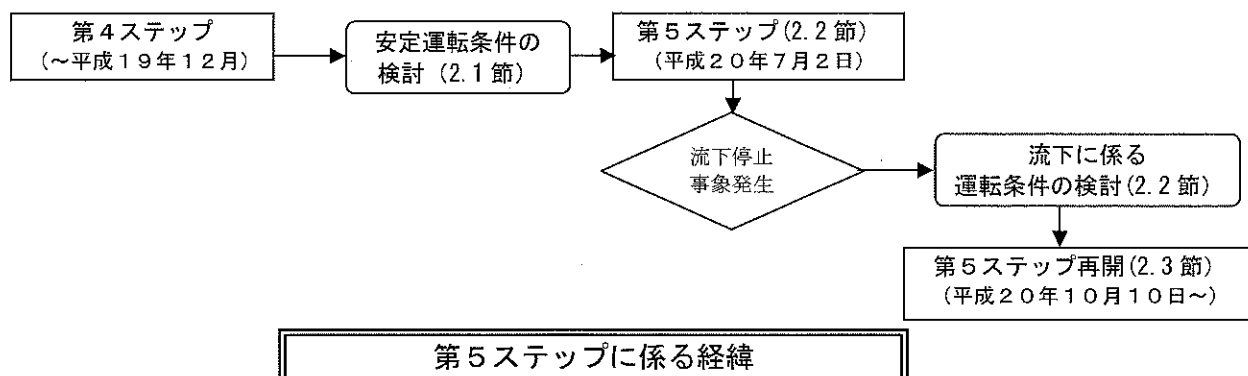 第４ステップ
（～平成１９年１２月）
安定運転条件の
検討（2.1 節）
第５ステップ(2.2 節)
（平成２０年７月２日）
流下停止
事象発生
流下に係る
運転条件の検討(2.2 節)
第５ステップ再開(2.3 節)
（平成２０年１０月１０日～）
第５ステップに係る経緯